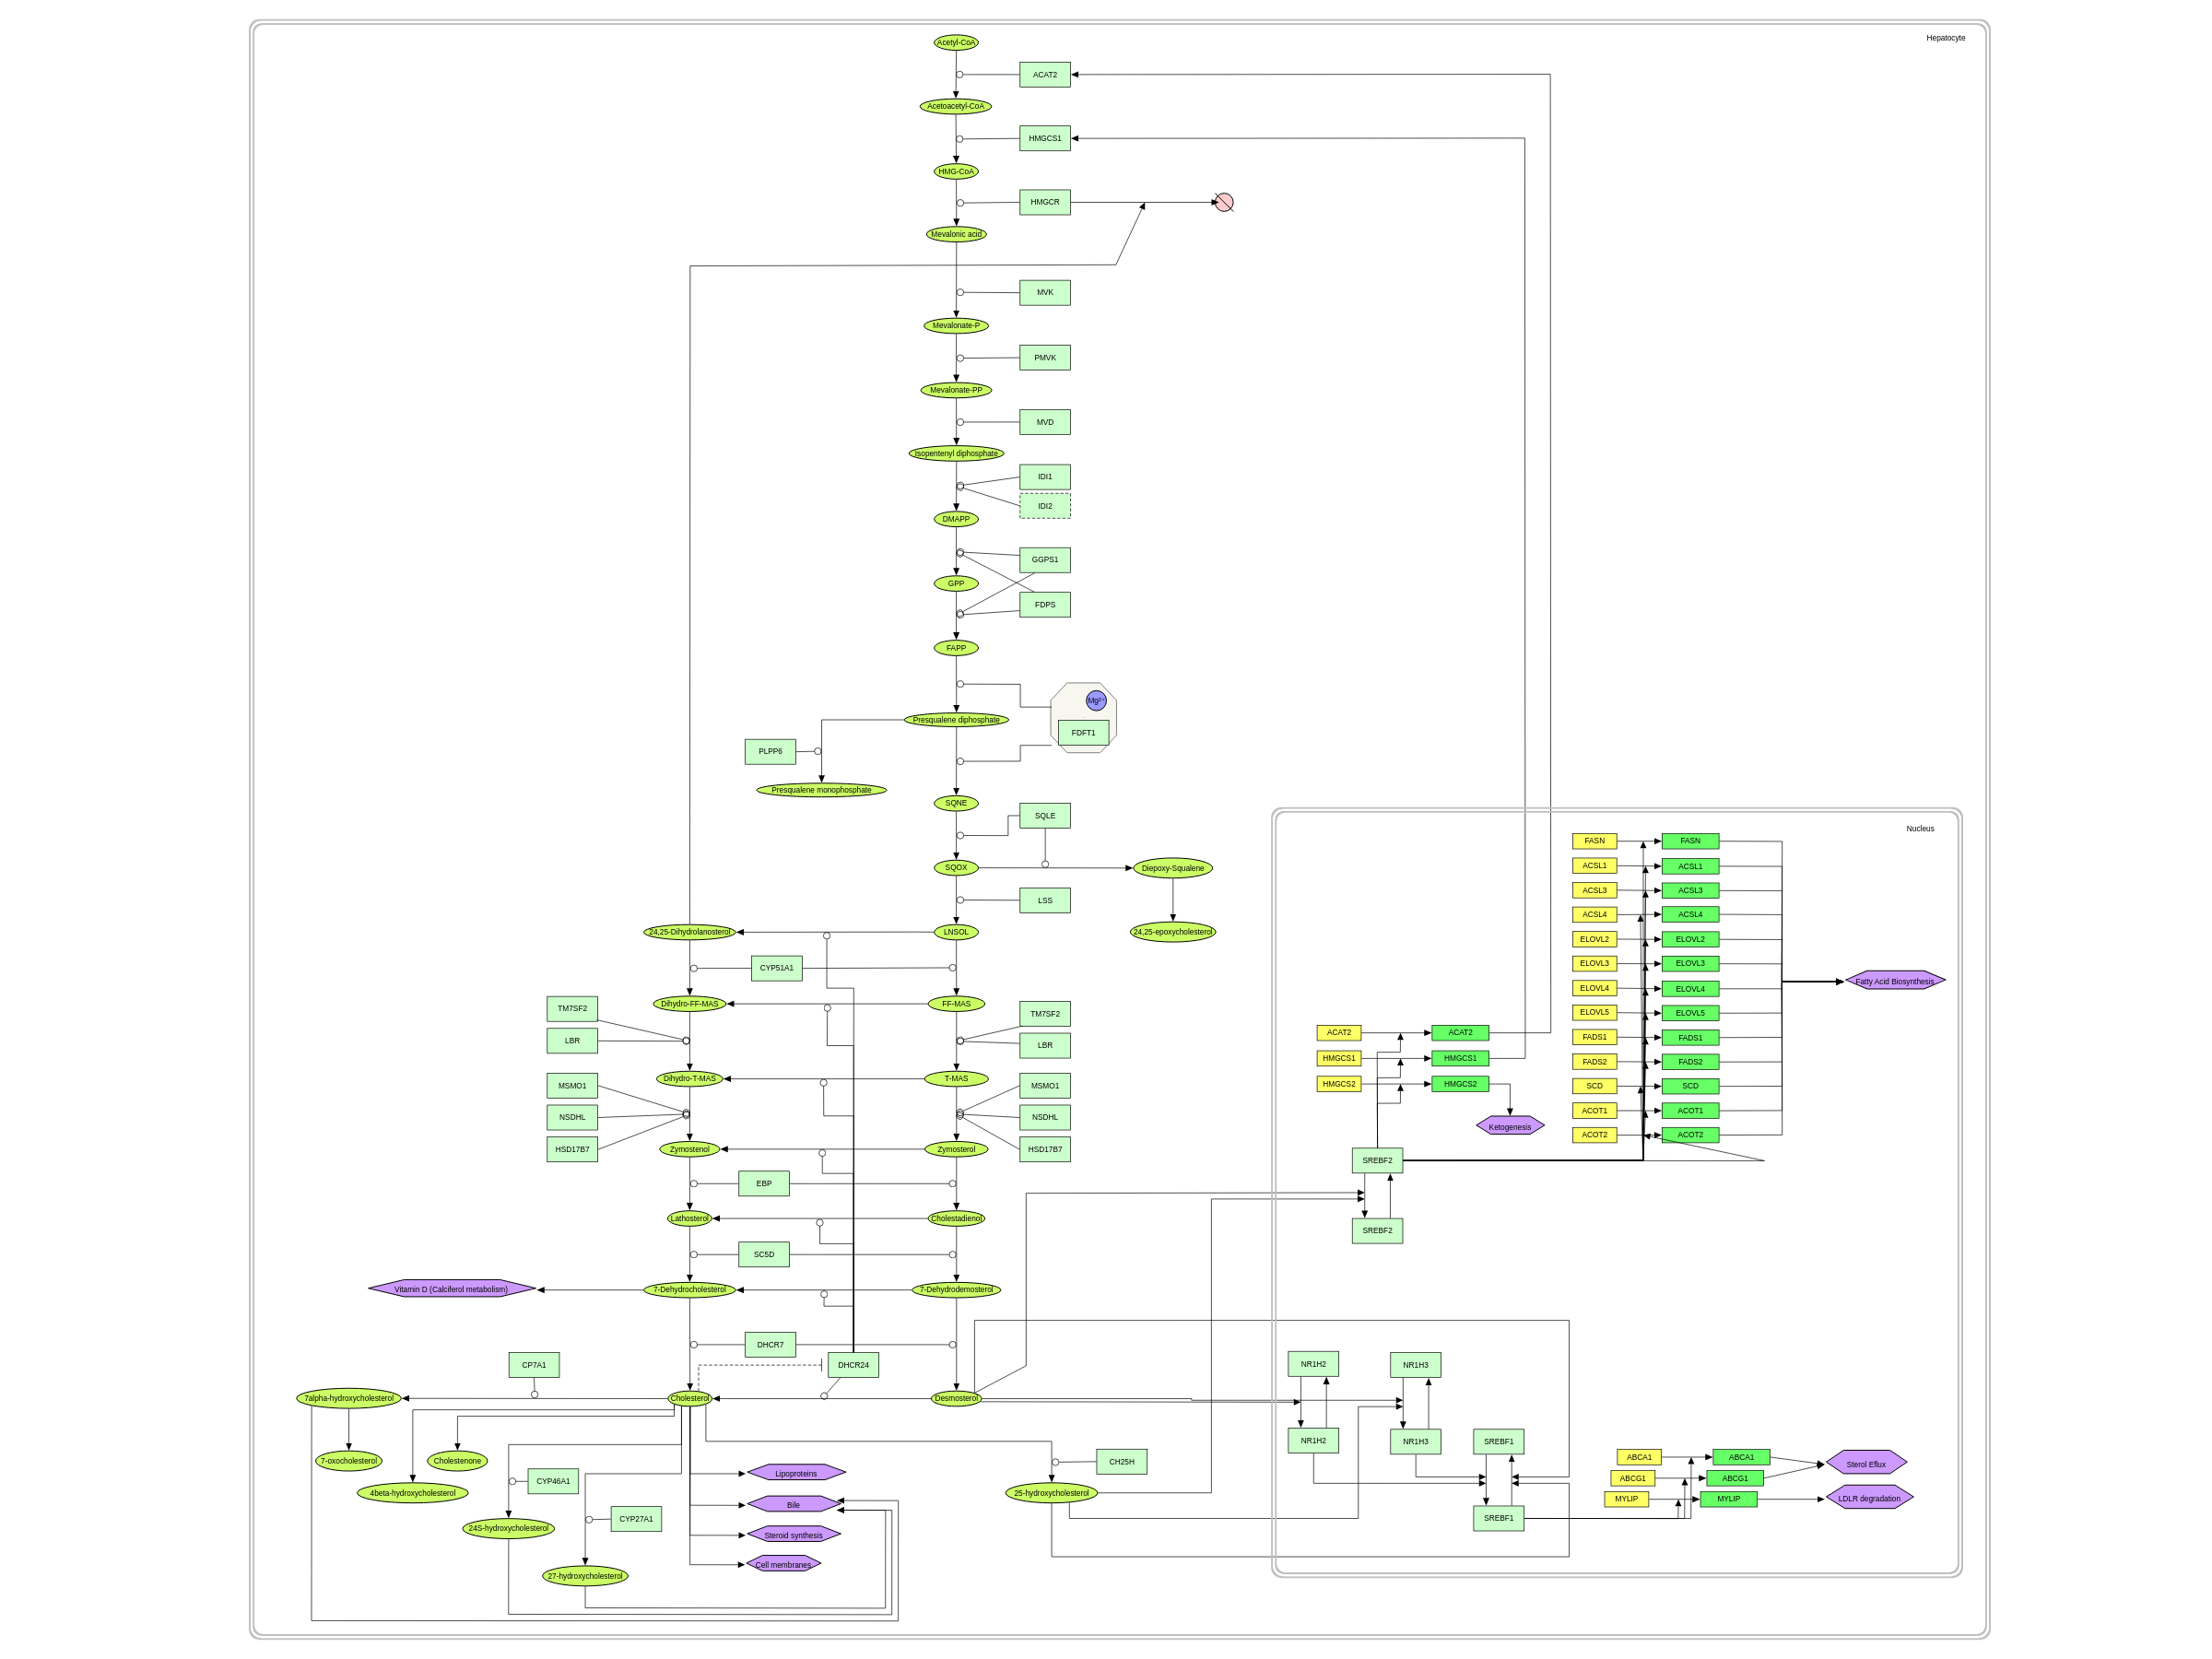 Hepatocyte
Acetyl-CoA
ACAT2
Acetoacetyl-CoA
HMGCS1
HMG-CoA
HMGCR
Mevalonic acid
MVK
Mevalonate-P
PMVK
Mevalonate-PP
MVD
Isopentenyl diphosphate
IDI1
IDI2
DMAPP
GGPS1
GPP
FDPS
FAPP
Mg²⁺
Presqualene diphosphate
FDFT1
PLPP6
Presqualene monophosphate
SQNE
SQLE
SQOX
Diepoxy-Squalene
LSS
24,25-Dihydrolanosterol
LNSOL
24,25-epoxycholesterol
CYP51A1
Dihydro-FF-MAS
FF-MAS
TM7SF2
LBR
TM7SF2
LBR
Dihydro-T-MAS
T-MAS
MSMO1
NSDHL
HSD17B7
MSMO1
NSDHL
HSD17B7
Zymostenol
Zymosterol
EBP
Lathosterol
Cholestadienol
SC5D
Vitamin D (Calciferol metabolism)
7-Dehydrocholesterol
7-Dehydrodemosterol
DHCR7
CP7A1
DHCR24
7alpha-hydroxycholesterol
Cholesterol
Desmosterol
7-oxocholesterol
Cholestenone
4beta-hydroxycholesterol
CYP46A1
24S-hydroxycholesterol
CYP27A1
27-hydroxycholesterol
Lipoproteins
Bile
Steroid synthesis
Cell membranes
CH25H
25-hydroxycholesterol
Nucleus
FASN
FASN
ACSL1
ACSL1
ACSL3
ACSL3
ACSL4
ACSL4
ELOVL2
ELOVL2
ELOVL3
ELOVL3
ELOVL4
ELOVL4
ELOVL5
ELOVL5
FADS1
FADS1
FADS2
FADS2
SCD
SCD
ACOT1
ACOT1
ACOT2
ACOT2
Fatty Acid Biosynthesis
ACAT2
ACAT2
HMGCS1
HMGCS1
HMGCS2
HMGCS2
Ketogenesis
SREBF2
SREBF2
NR1H2
NR1H3
NR1H2
NR1H3
SREBF1
SREBF1
ABCA1
ABCA1
ABCG1
ABCG1
MYLIP
MYLIP
Sterol Eflux
LDLR degradation